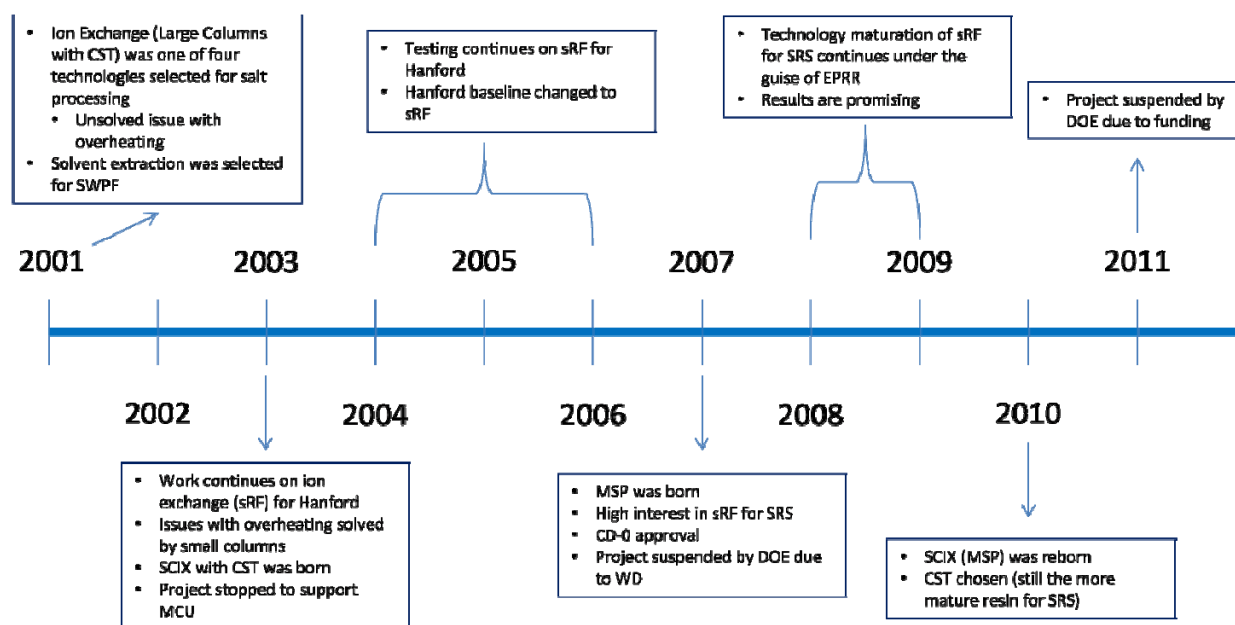 • Ion Exchange (Large Columns
with CST) was one of four
technologies selected for salt
processing
• Unsolved issue with
overheating
• Solvent extraction was selected
for SWPF
• Testing continues on sRF for
Hanford
• Hanford baseline changed to
sRF
• Technology maturation of sRF
for SRS continues under the
guise of EPRR
• Results are promising
• Project suspended by
DOE due to funding
2001
2003
2005
2007
2009
2011
2002
2004
2006
2008
2010
• Work continues on ion
exchange (sRF) for Hanford
• Issues with overheating solved
by small columns
• SCIX with CST was born
• Project stopped to support
MCU
• MSP was born
• High interest in sRF for SRS
• CD-0 approval
• Project suspended by DOE due
to WD
• SCIX (MSP) was reborn
• CST chosen (still the more
mature resin for SRS)